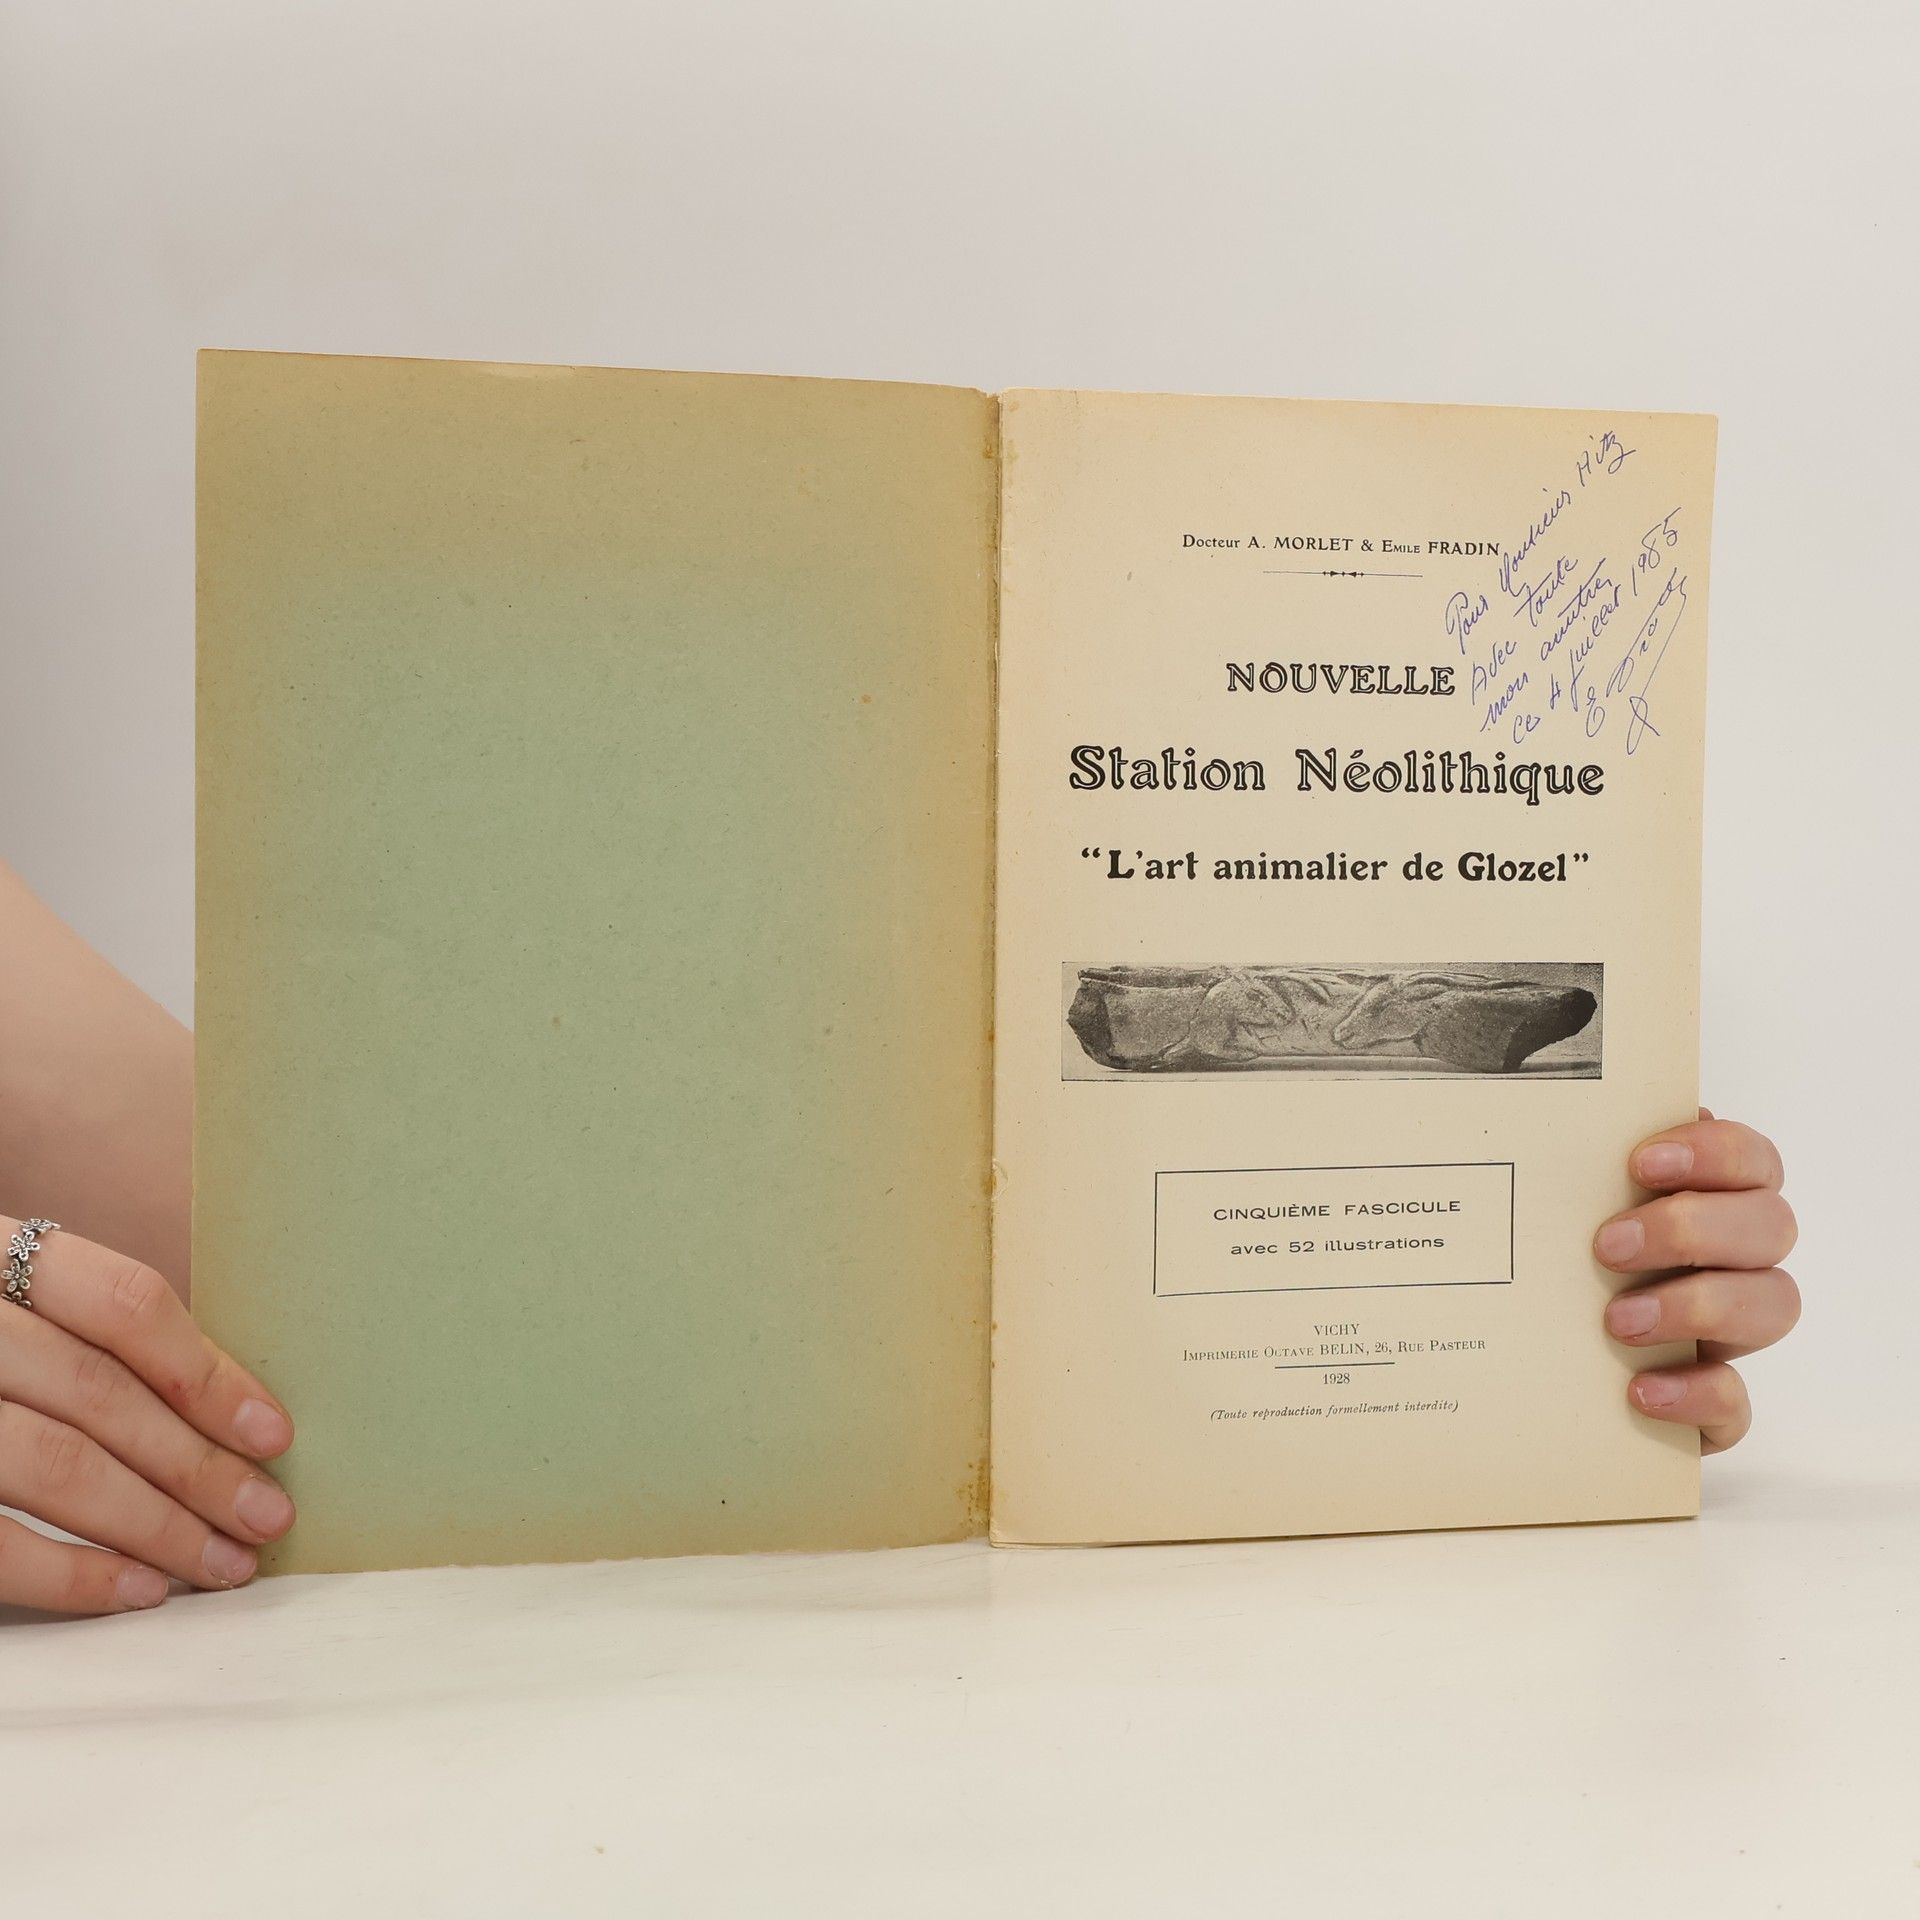 Docteur A. MORLET & EMILE FRADIN
Pour Monsieur Hitz
Avec toute
mon amitié
ce 4 juillet 1985
E Fradin
NOUVELLE
Station Néolithique
“L'art animalier de Glozel”
CINQUIÈME FASCICULE
avec 52 illustrations
VICHY
IMPRIMERIE OCTAVE BELIN, 26, RUE PASTEUR
1928
(Toute reproduction formellement interdite)